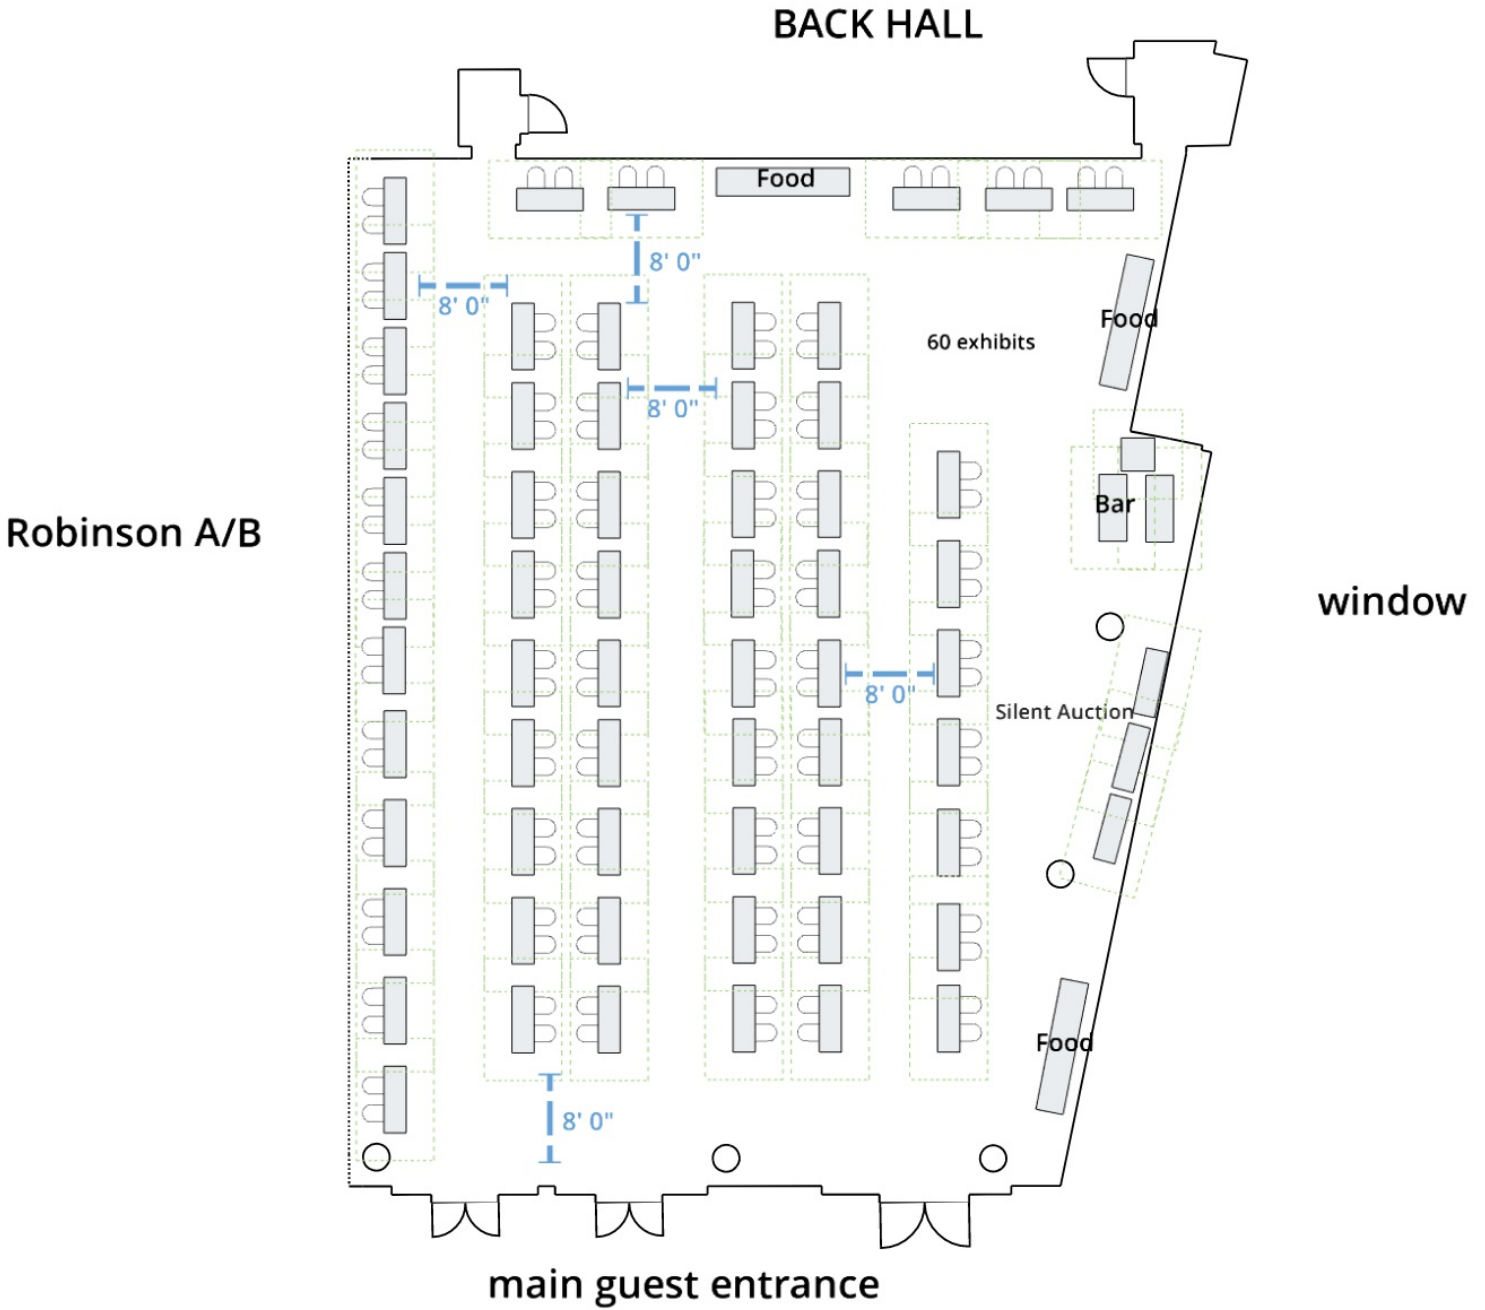 BACK HALL
Food
8' 0"
8' 0"
Food
60 exhibits
8' 0"
Bar
Robinson A/B
window
8' 0"
Silent Auction
Food
8' 0"
main guest entrance